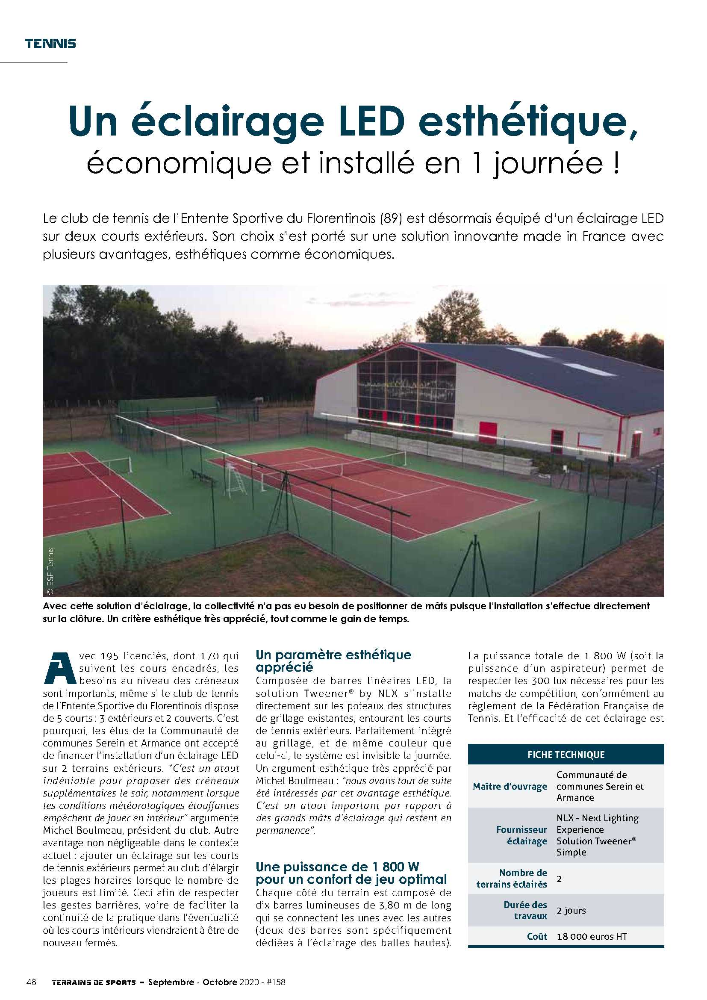 TENNIS
Un éclairage LED esthétique,
économique et installé en 1 journée !
Le club de tennis de l'Entente Sportive du Florentinois (89) est désormais équipé d'un éclairage LED
sur deux courts extérieurs. Son choix s'est porté sur une solution innovante made in France avec
plusieurs avantages, esthétiques comme économiques.
© ESF Tennis
Avec cette solution d'éclairage, la collectivité n'a pas eu besoin de positionner de mâts puisque l'installation s'effectue directement
sur la clôture. Un critère esthétique très apprécié, tout comme le gain de temps.
Avec 195 licenciés, dont 170 qui
suivent les cours encadrés, les
besoins au niveau des créneaux
sont importants, même si le club de tennis
de l'Entente Sportive du Florentinois dispose
de 5 courts : 3 extérieurs et 2 couverts. C'est
pourquoi, les élus de la Communauté de
communes Serein et Armance ont accepté
de financer l'installation d'un éclairage LED
sur 2 terrains extérieurs. "C'est un atout
indéniable pour proposer des créneaux
supplémentaires le soir, notamment lorsque
les conditions météorologiques étouffantes
empêchent de jouer en intérieur" argumente
Michel Boulmeau, président du club. Autre
avantage non négligeable dans le contexte
actuel : ajouter un éclairage sur les courts
de tennis extérieurs permet au club d'élargir
les plages horaires lorsque le nombre de
joueurs est limité. Ceci afin de respecter
les gestes barrières, voire de faciliter la
continuité de la pratique dans l'éventualité
où les courts intérieurs viendraient à être de
nouveau fermés.
Un paramètre esthétique
apprécié
Composée de barres linéaires LED, la
solution Tweener® by NLX s'installe
directement sur les poteaux des structures
de grillage existantes, entourant les courts
de tennis extérieurs. Parfaitement intégré
au grillage, et de même couleur que
celui-ci, le système est invisible la journée.
Un argument esthétique très apprécié par
Michel Boulmeau : "nous avons tout de suite
été intéressés par cet avantage esthétique.
C'est un atout important par rapport à
des grands mâts d'éclairage qui restent en
permanence".
Une puissance de 1 800 W
pour un confort de jeu optimal
Chaque côté du terrain est composé de
dix barres lumineuses de 3,80 m de long
qui se connectent les unes avec les autres
(deux des barres sont spécifiquement
dédiées à l'éclairage des balles hautes).
La puissance totale de 1 800 W (soit la
puissance d'un aspirateur) permet de
respecter les 300 lux nécessaires pour les
matchs de compétition, conformément au
règlement de la Fédération Française de
Tennis. Et l'efficacité de cet éclairage est
FICHE TECHNIQUE
Maître d'ouvrage
Communauté de
communes Serein et
Armance
Fournisseur
éclairage
NLX - Next Lighting
Experience
Solution Tweener®
Simple
Nombre de
terrains éclairés
2
Durée des
travaux
2 jours
Coût
18 000 euros HT
48 TERRAINS DE SPORTS - Septembre - Octobre 2020 - #158